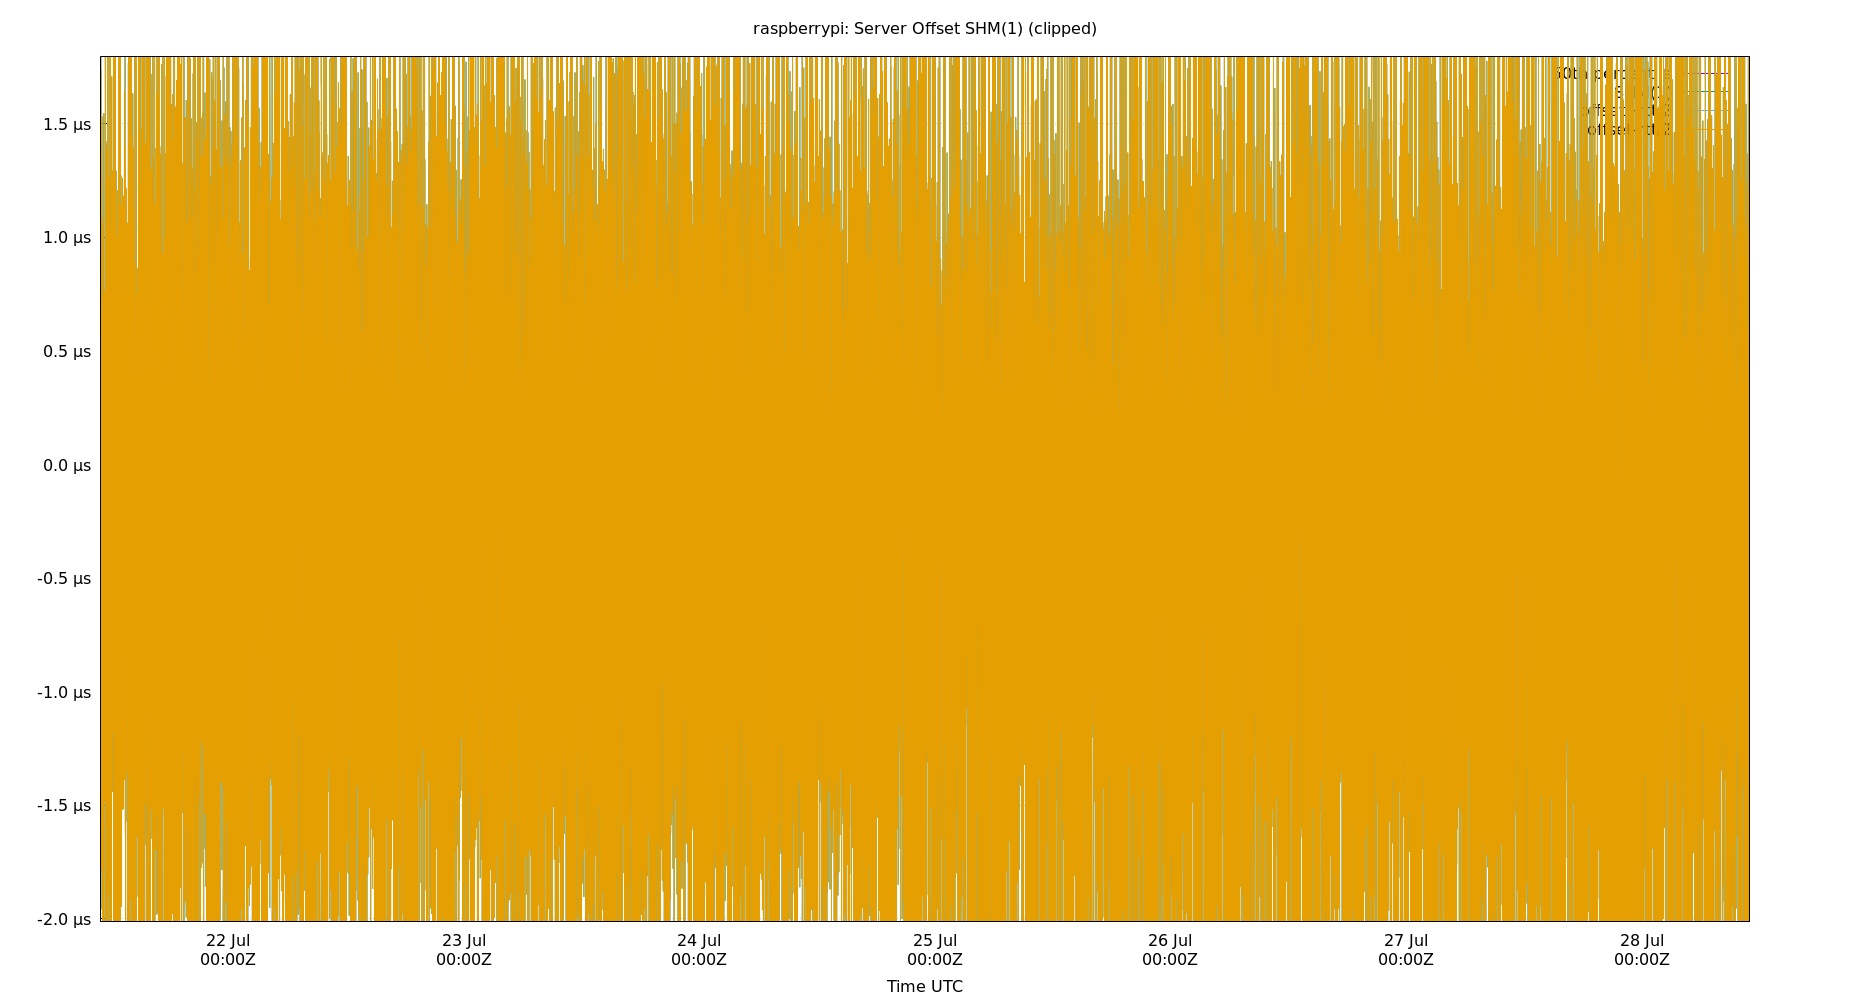 raspberrypi: Server Offset SHM(1) (clipped)
1.5 µs
1.0 µs
0.5 µs
0.0 µs
-0.5 µs
-1.0 µs
-1.5 µs
-2.0 µs
22 Jul
00:00Z
23 Jul
00:00Z
24 Jul
00:00Z
25 Jul
00:00Z
26 Jul
00:00Z
27 Jul
00:00Z
28 Jul
00:00Z
Time UTC